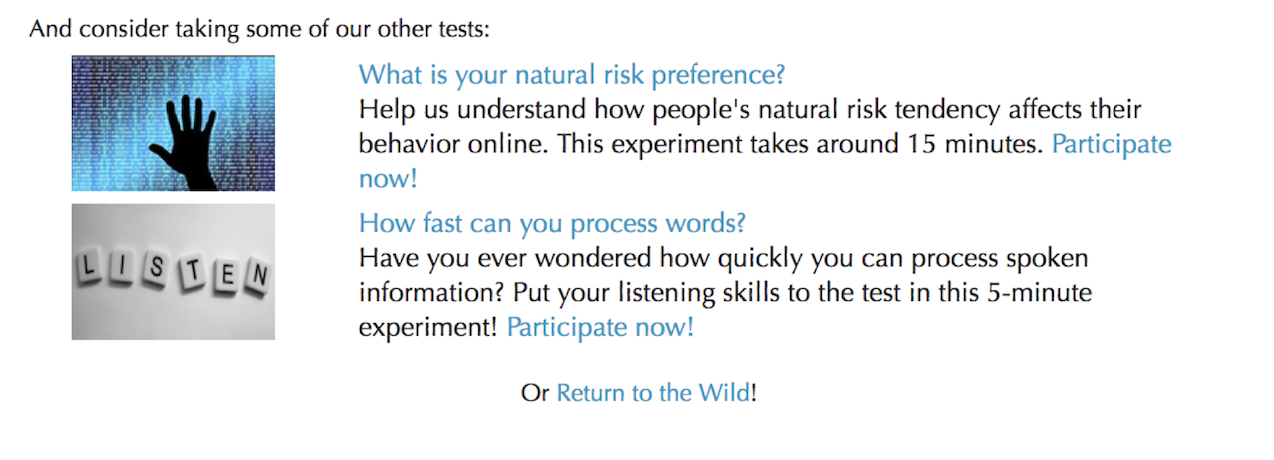 And consider taking some of our other tests:
What is your natural risk preference?
Help us understand how people's natural risk tendency affects their
behavior online. This experiment takes around 15 minutes. Participate
now!
LISTEN
How fast can you process words?
Have you ever wondered how quickly you can process spoken
information? Put your listening skills to the test in this 5-minute
experiment! Participate now!
Or Return to the Wild!